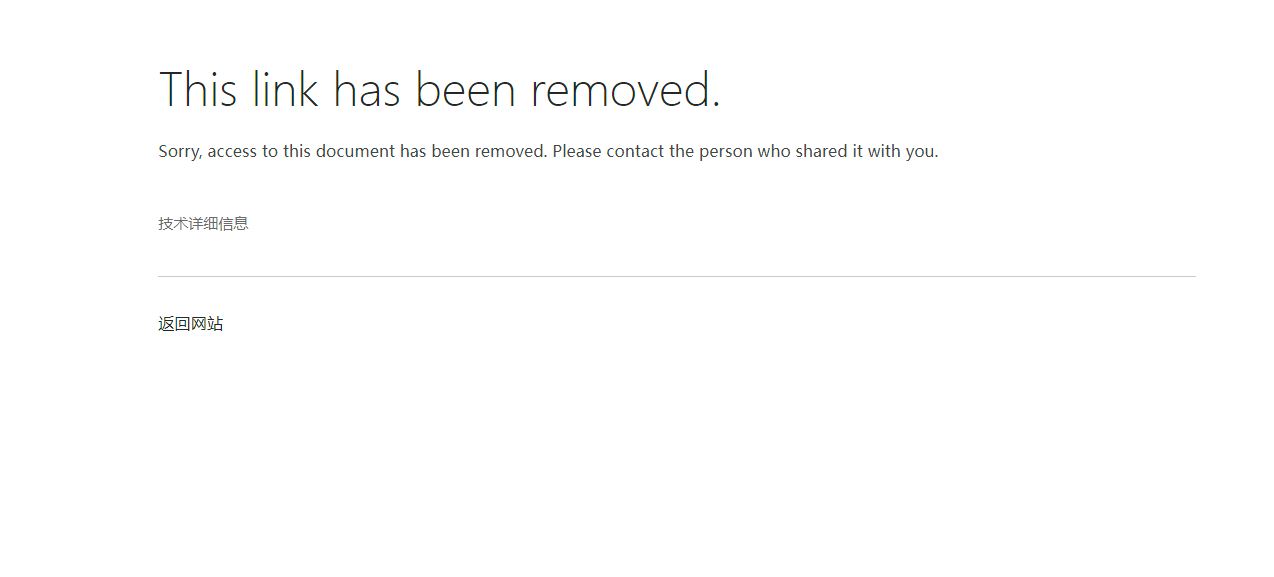 This link has been removed.
Sorry, access to this document has been removed. Please contact the person who shared it with you.
技术详细信息
返回网站